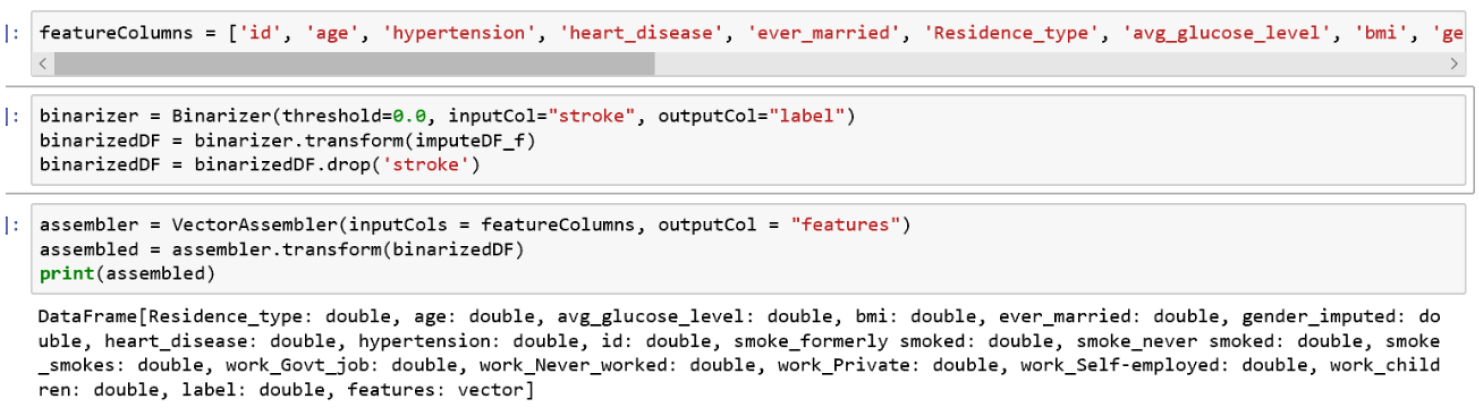 ]: featureColumns = ['id', 'age', 'hypertension', 'heart_disease', 'ever_married', 'Residence_type', 'avg_glucose_level', 'bmi', 'ge
]: binarizer = Binarizer(threshold=0.0, inputCol="stroke", outputCol="label")
binarizedDF = binarizer.transform(imputeDF_f)
binarizedDF = binarizedDF.drop('stroke')
]: assembler = VectorAssembler(inputCols = featureColumns, outputCol = "features")
assembled = assembler.transform(binarizedDF)
print(assembled)
DataFrame[Residence_type: double, age: double, avg_glucose_level: double, bmi: double, ever_married: double, gender_imputed: do
uble, heart_disease: double, hypertension: double, id: double, smoke_formerly smoked: double, smoke_never smoked: double, smoke
_smokes: double, work_Govt_job: double, work_Never_worked: double, work_Private: double, work_Self-employed: double, work_child
ren: double, label: double, features: vector]